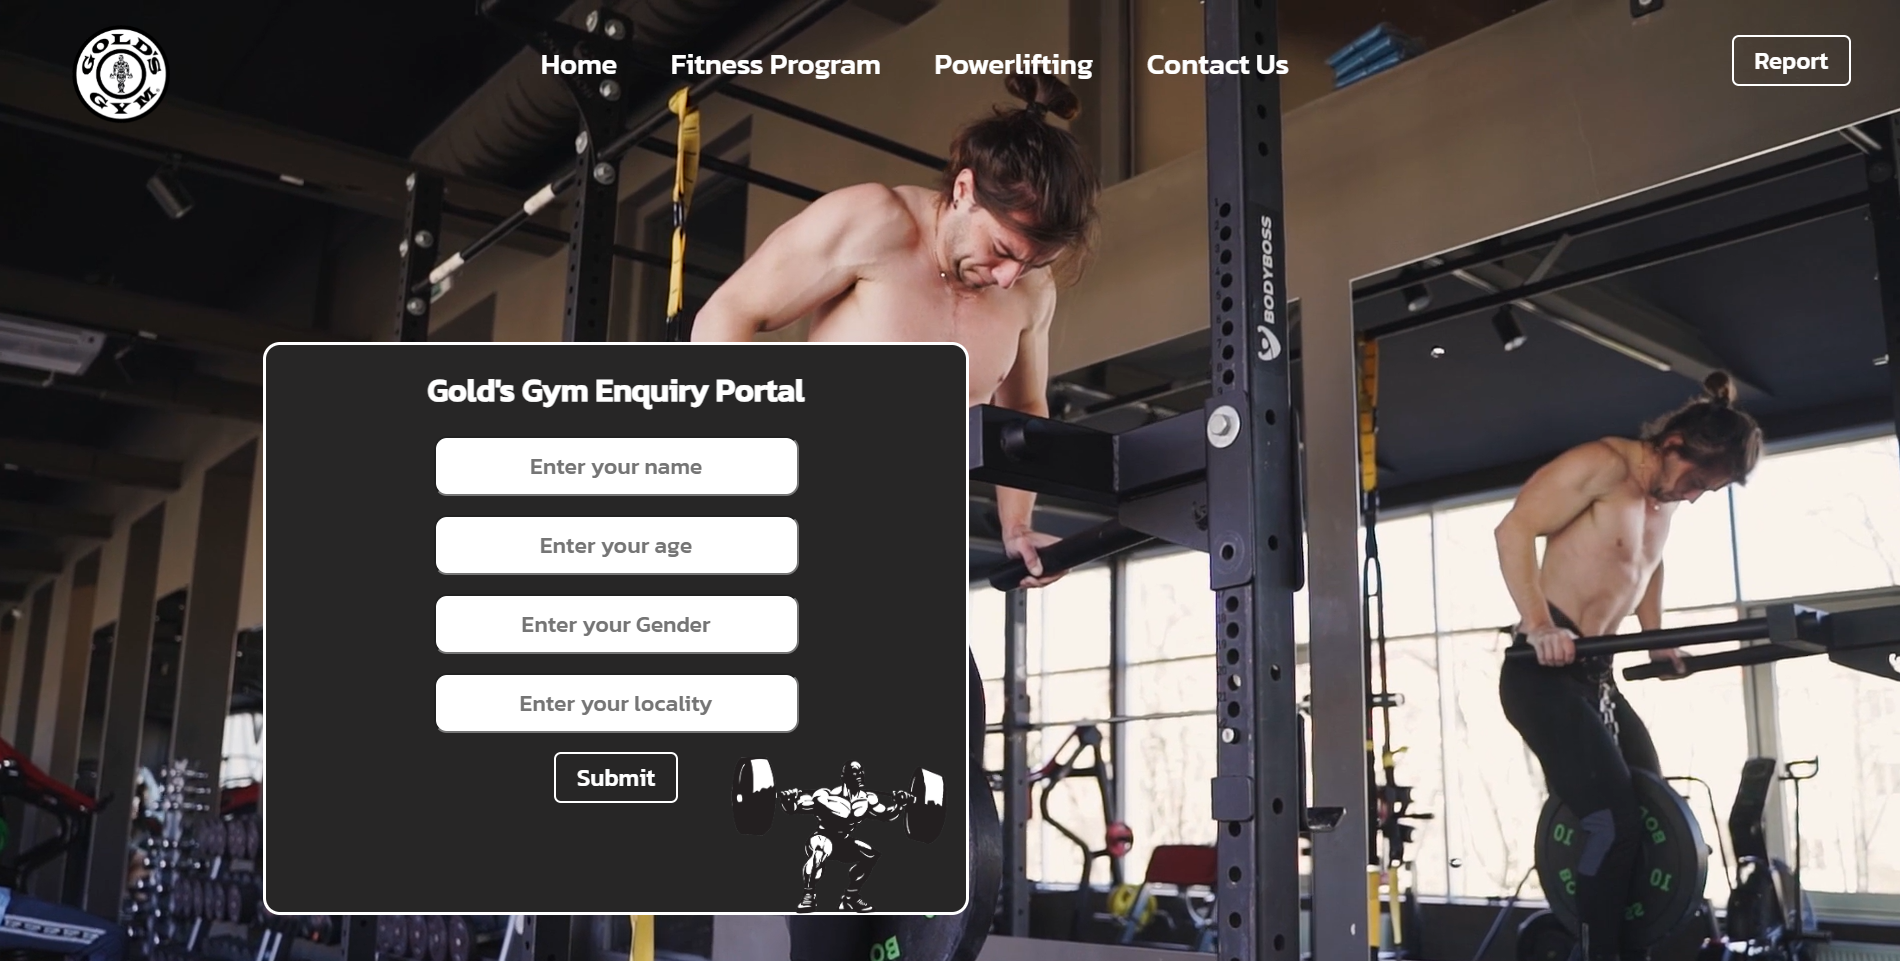 GOLD'S
GYM
Home
Fitness Program
Powerlifting
Contact Us
Report
BODYBOSS
Gold's Gym Enquiry Portal
Enter your name
Enter your age
Enter your Gender
Enter your locality
Submit
10